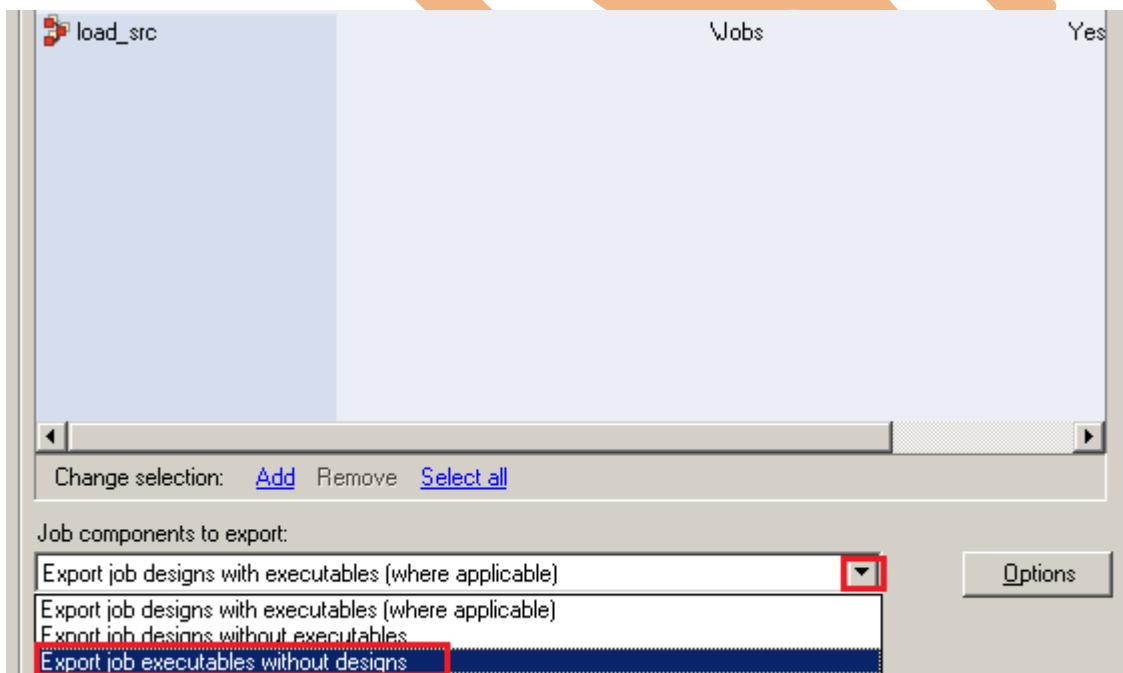 load_src \Jobs Yes
Change selection: Add Remove Select all
Job components to export:
Export job designs with executables (where applicable) Options
Export job designs with executables (where applicable)
Export job designs without executables
Export job executables without designs